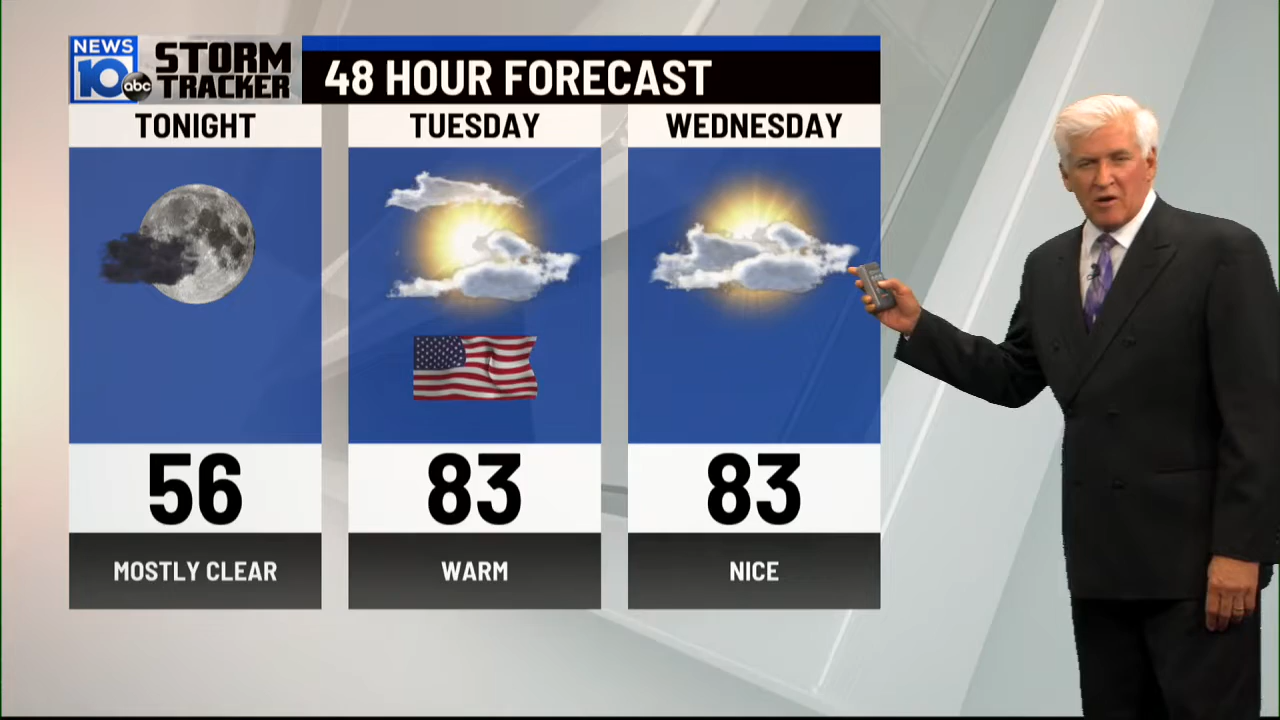 NEWS
10
abc
STORM
TRACKER
48 HOUR FORECAST
TONIGHT
TUESDAY
WEDNESDAY
56
83
83
MOSTLY CLEAR
WARM
NICE